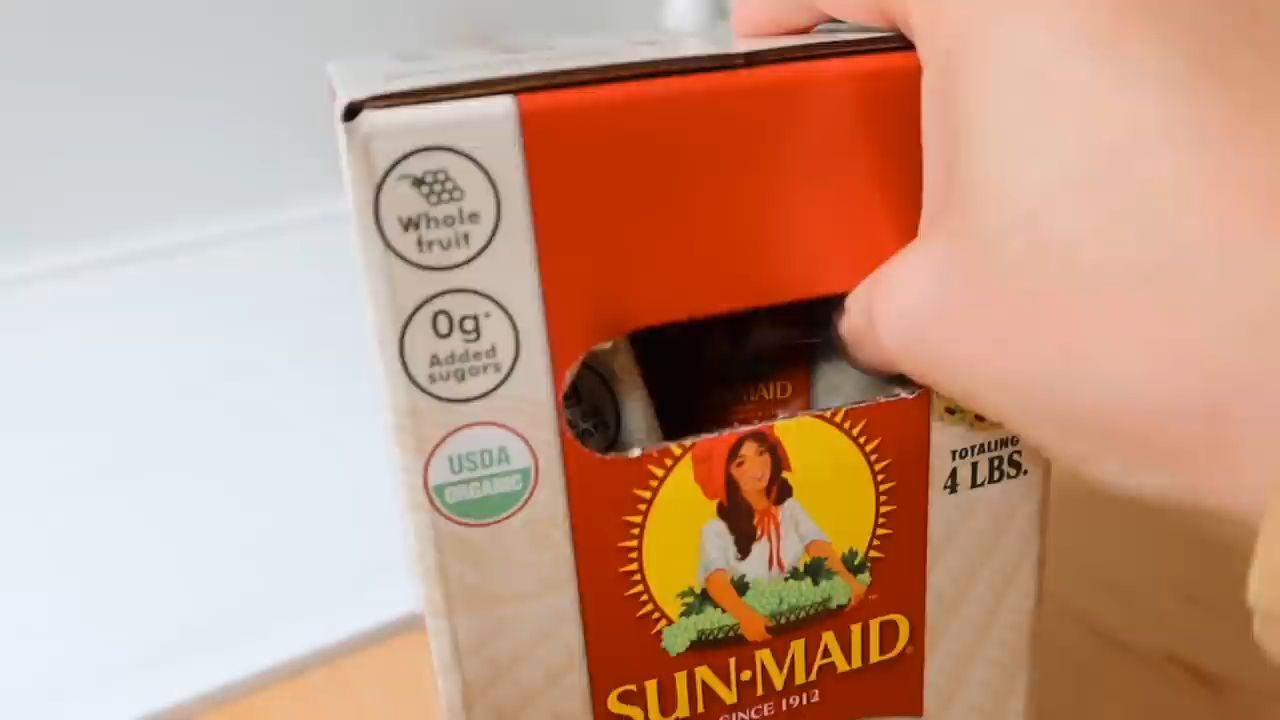 Whole
fruit
0g*
Added
sugars
USDA
ORGANIC
MAID
TOTALING
4 LBS.
SUN•MAID®
SINCE 1912